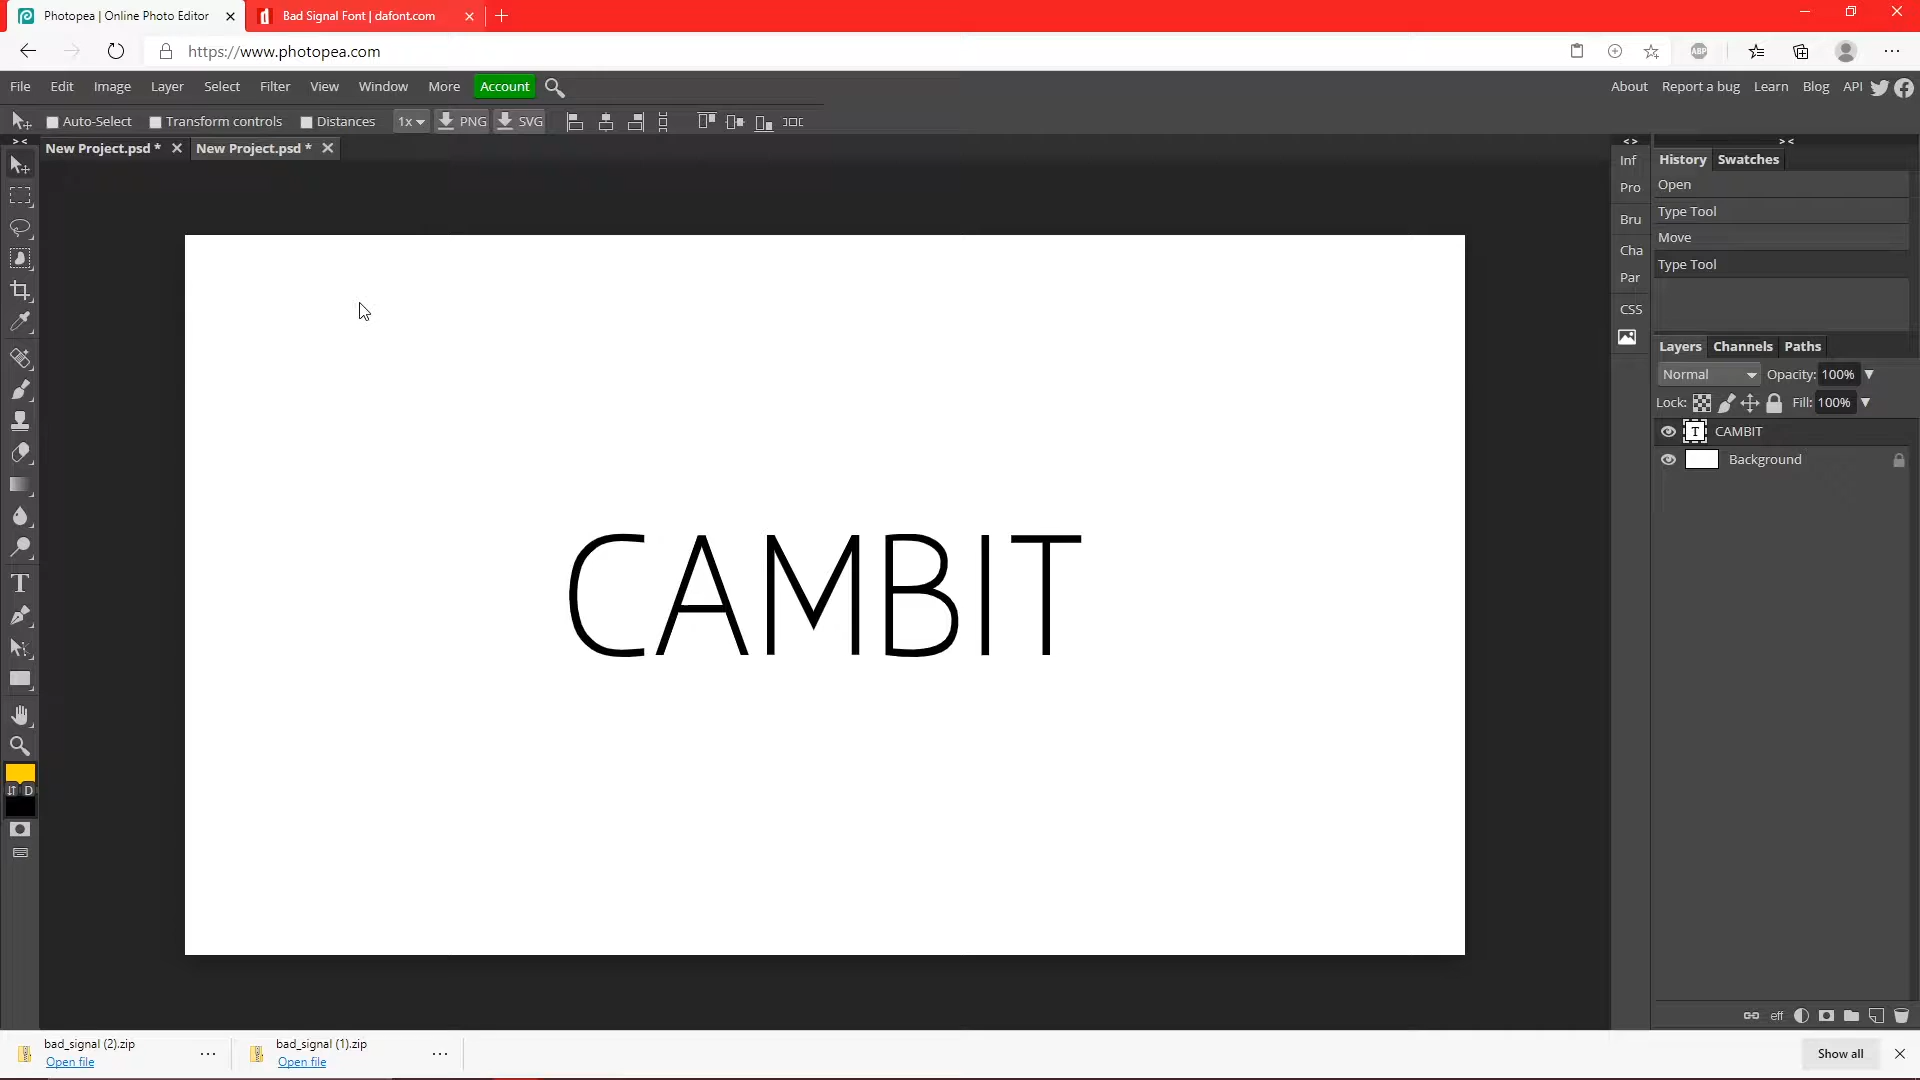 Photopea | Online Photo Editor
Bad Signal Font | dafont.com
https://www.photopea.com
ABP
File Edit Image Layer Select Filter View Window More Account
About Report a bug Learn Blog API
Auto-Select Transform controls Distances 1x PNG SVG
New Project.psd * New Project.psd *
Inf
Pro
Bru
Cha
Par
CSS
History Swatches
Open
Type Tool
Move
Type Tool
Layers Channels Paths
Normal Opacity: 100%
Lock: Fill: 100%
T CAMBIT
Background
CAMBIT
T
D
eff
bad_signal (2).zip
Open file
bad_signal (1).zip
Open file
Show all